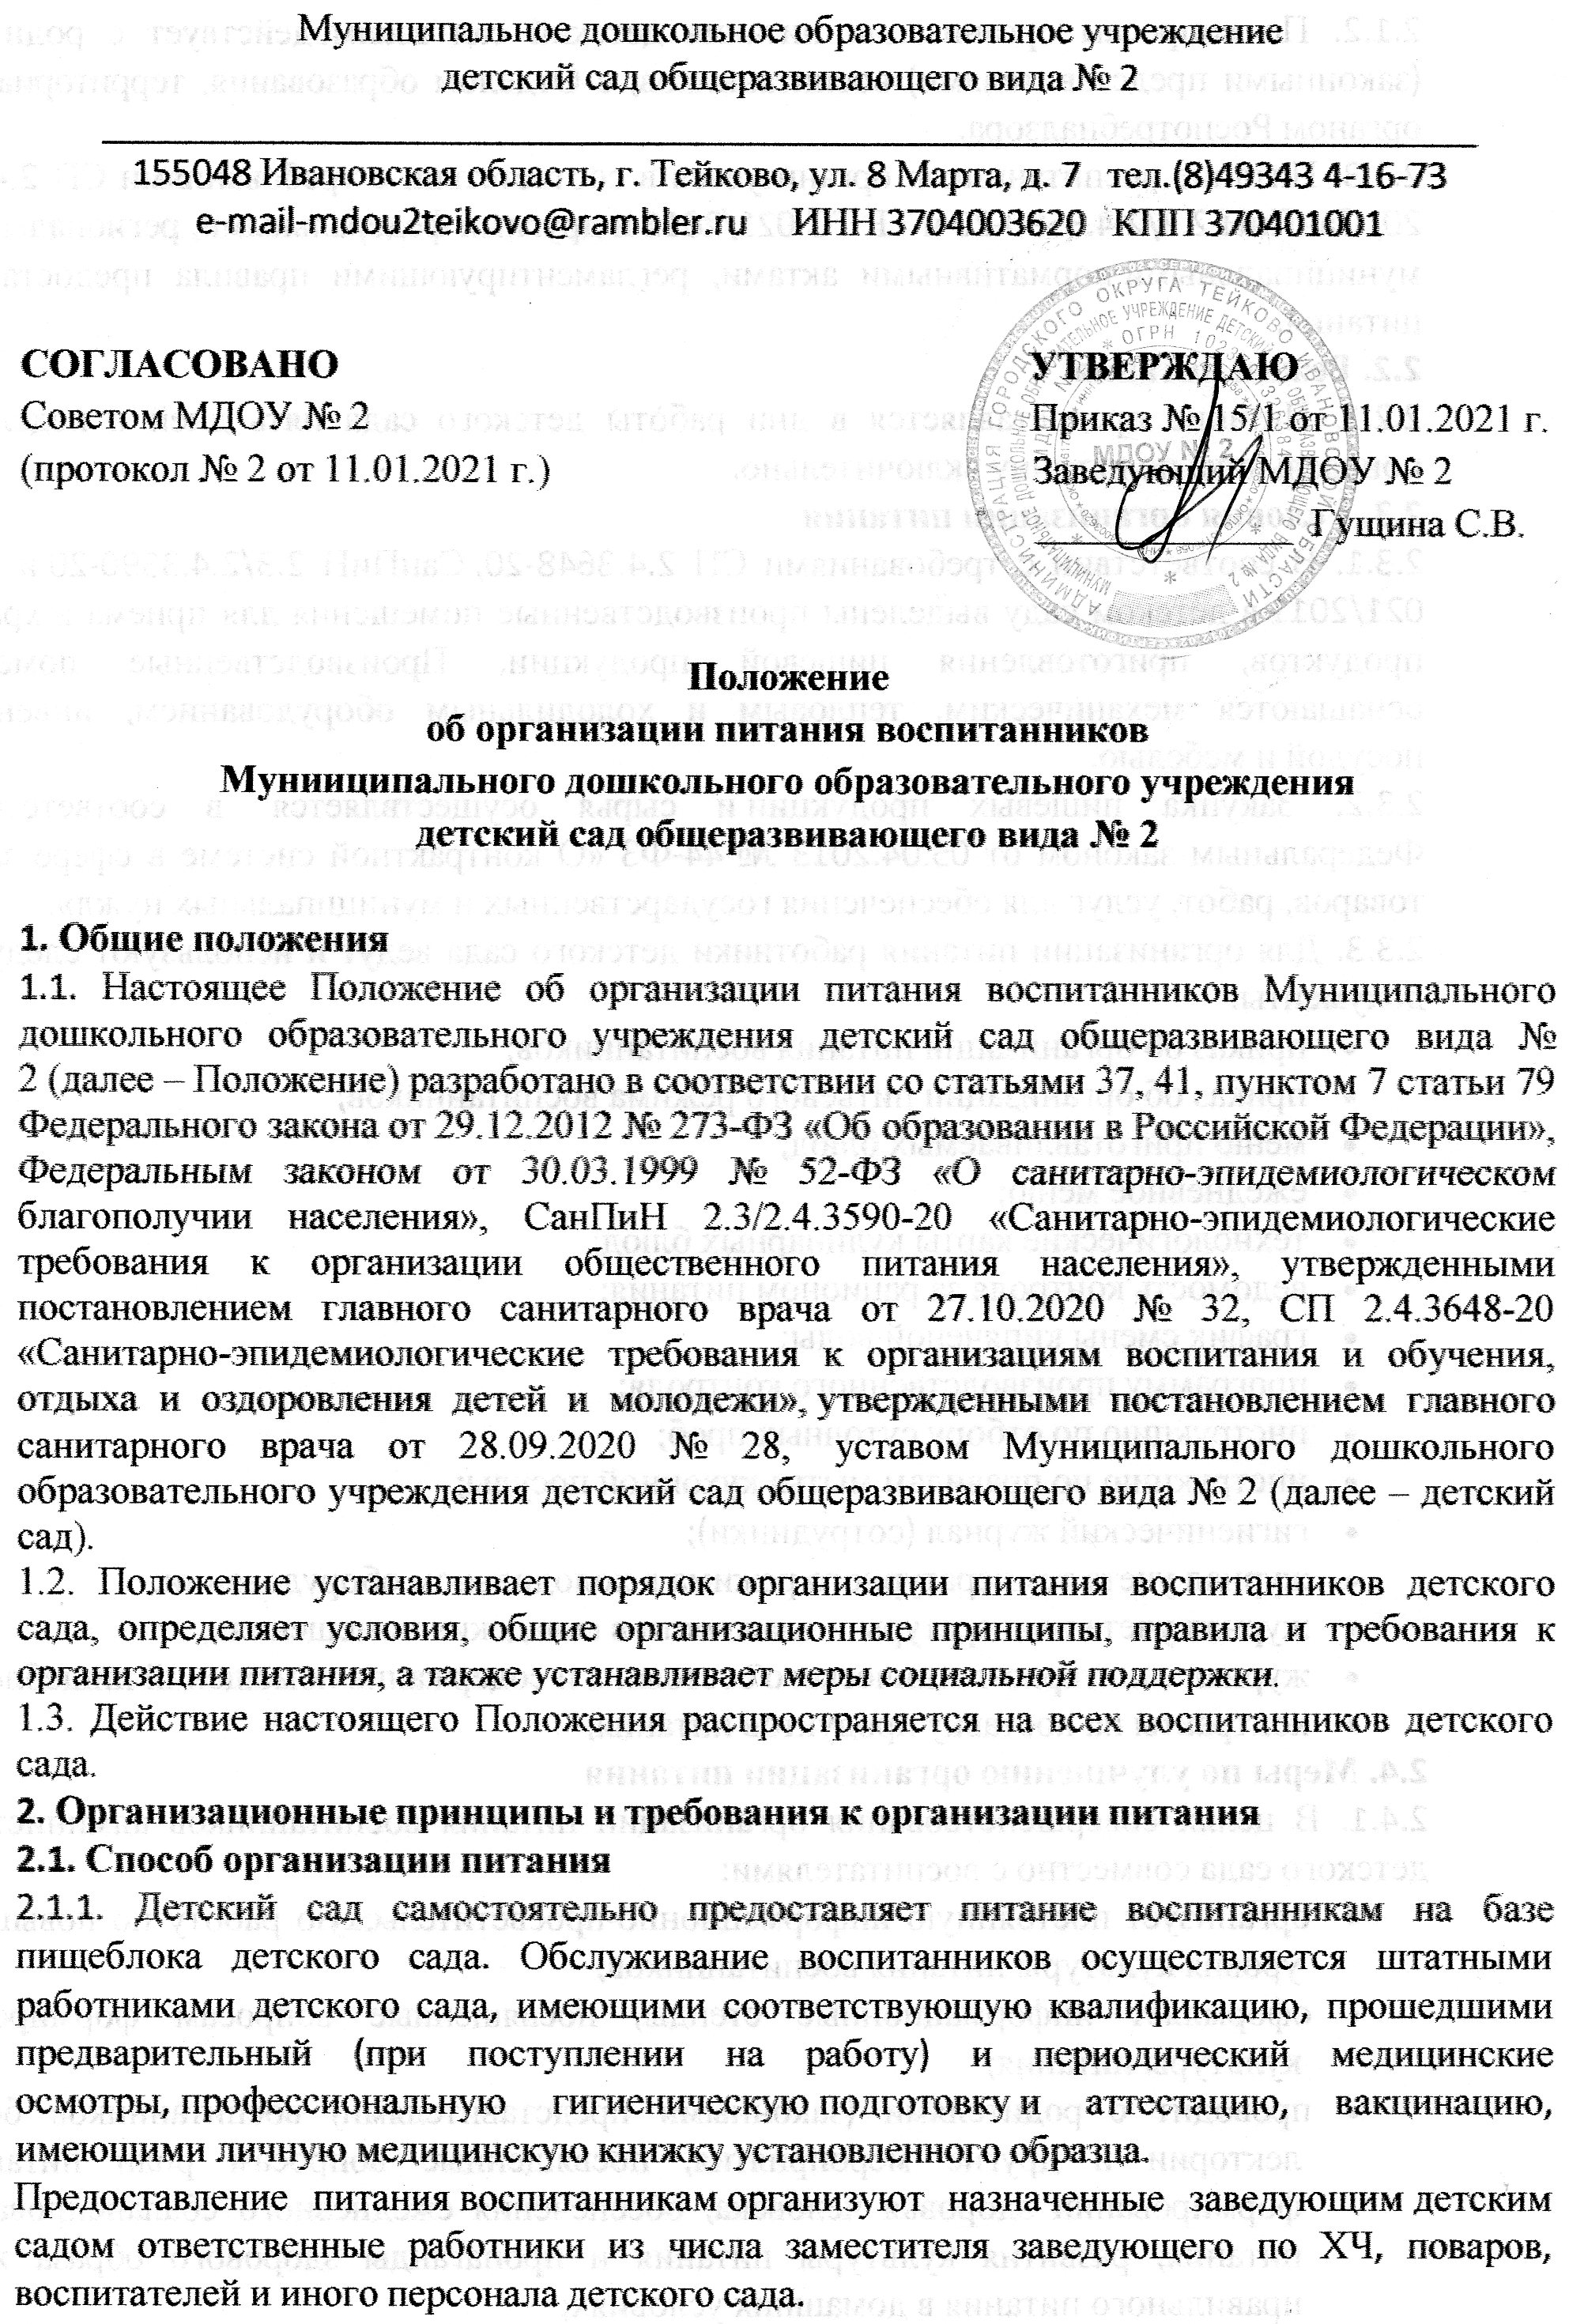 Муниципальное дошкольное образовательное учреждение
детский сад общеразвивающего вида № 2
155048 Ивановская область, г. Тейково, ул. 8 Марта, д. 7 тел.(8)49343 4-16-73
e-mail-mdou2teikovo@rambler.ru ИНН 3704003620 КПП 370401001
СОГЛАСОВАНО
Советом МДОУ № 2
(протокол № 2 от 11.01.2021 г.)
УТВЕРЖДАЮ
Приказ № 15/1 от 11.01.2021 г.
Заведующий МДОУ № 2
Гущина С.В.
АДМИНИСТРАЦИЯ ГОРОДСКОГО ОКРУГА ТЕЙКОВО ИВАНОВСКОЙ ОБЛАСТИ
МДОУ № 2
Положение
об организации питания воспитанников
Мунииципального дошкольного образовательного учреждения
детский сад общеразвивающего вида № 2
1. Общие положения
1.1. Настоящее Положение об организации питания воспитанников Муниципального
дошкольного образовательного учреждения детский сад общеразвивающего вида №
2 (далее – Положение) разработано в соответствии со статьями 37, 41, пунктом 7 статьи 79
Федерального закона от 29.12.2012 № 273-ФЗ «Об образовании в Российской Федерации»,
Федеральным законом от 30.03.1999 № 52-ФЗ «О санитарно-эпидемиологическом
благополучии населения», СанПиН 2.3/2.4.3590-20 «Санитарно-эпидемиологические
требования к организации общественного питания населения», утвержденными
постановлением главного санитарного врача от 27.10.2020 № 32, СП 2.4.3648-20
«Санитарно-эпидемиологические требования к организациям воспитания и обучения,
отдыха и оздоровления детей и молодежи», утвержденными постановлением главного
санитарного врача от 28.09.2020 № 28, уставом Муниципального дошкольного
образовательного учреждения детский сад общеразвивающего вида № 2 (далее – детский
сад).
1.2. Положение устанавливает порядок организации питания воспитанников детского
сада, определяет условия, общие организационные принципы, правила и требования к
организации питания, а также устанавливает меры социальной поддержки.
1.3. Действие настоящего Положения распространяется на всех воспитанников детского
сада.
2. Организационные принципы и требования к организации питания
2.1. Способ организации питания
2.1.1. Детский сад самостоятельно предоставляет питание воспитанникам на базе
пищеблока детского сада. Обслуживание воспитанников осуществляется штатными
работниками детского сада, имеющими соответствующую квалификацию, прошедшими
предварительный (при поступлении на работу) и периодический медицинские
осмотры, профессиональную гигиеническую подготовку и аттестацию, вакцинацию,
имеющими личную медицинскую книжку установленного образца.
Предоставление питания воспитанникам организуют назначенные заведующим детским
садом ответственные работники из числа заместителя заведующего по ХЧ, поваров,
воспитателей и иного персонала детского сада.